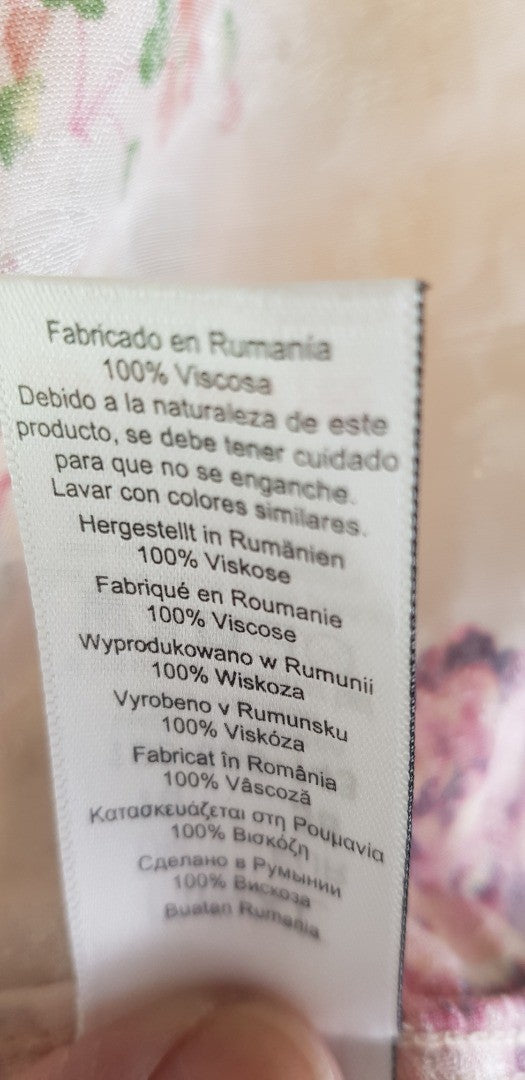 Fabricado en Rumanía
100% Viscosa
Debido a la naturaleza de este
producto, se debe tener cuidado
para que no se enganche.
Lavar con colores similares.
Hergestellt in Rumänien
100% Viskose
Fabriqué en Roumanie
100% Viscose
Wyprodukowano w Rumunii
100% Wiskoza
Vyrobeno v Rumunsku
100% Viskóza
Fabricat în România
100% Vâscoză
Κατασκευάζεται στη Ρουμανία
100% Βισκόζη
Сделано в Румынии
100% Вискоза
Buatan Rumania